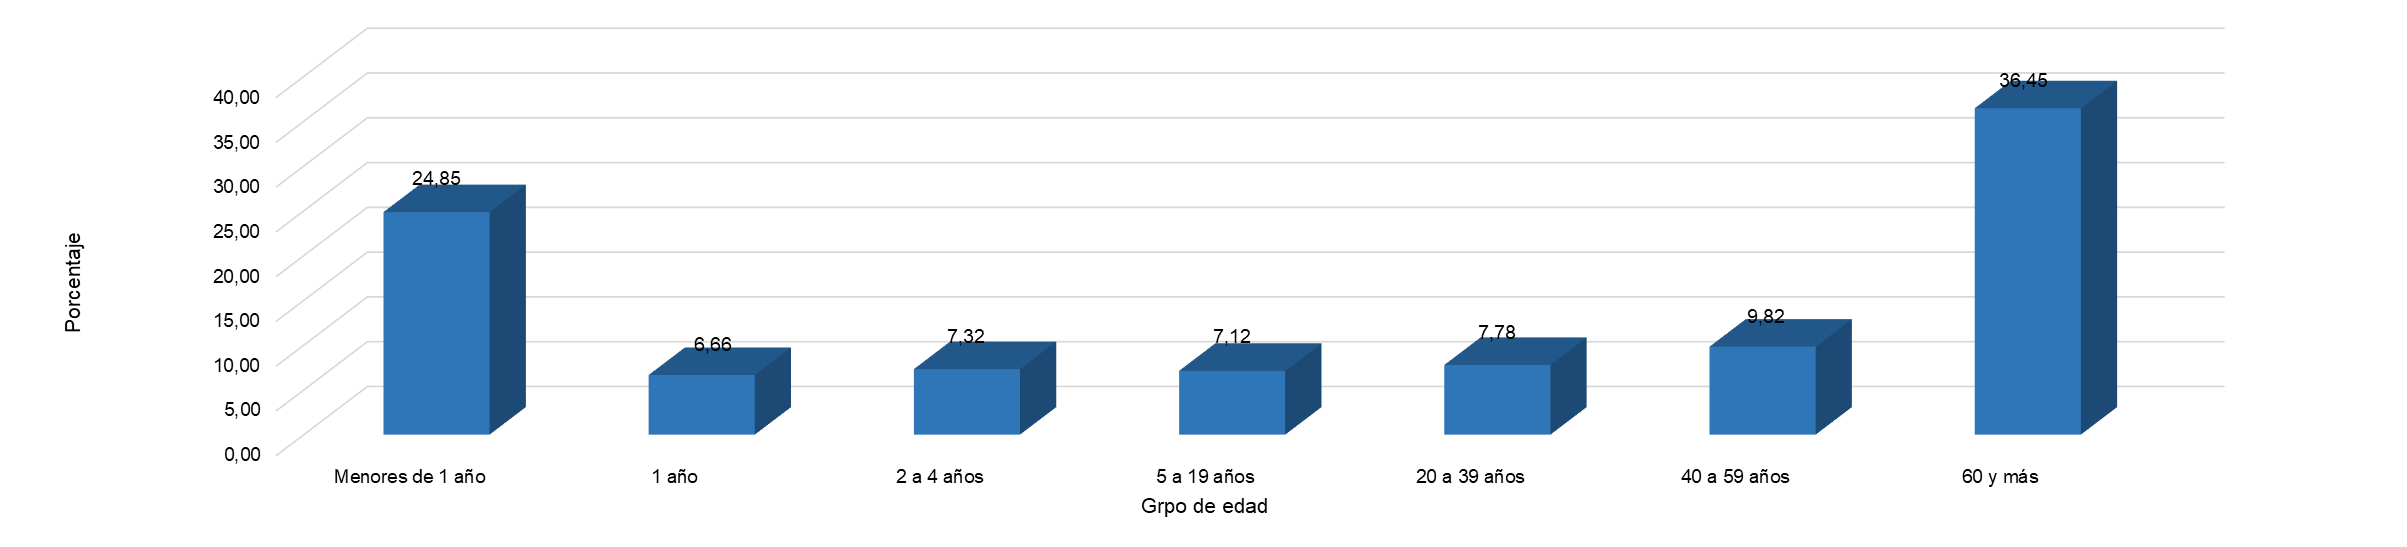 40,00
35,00
30,00
25,00
20,00
15,00
10,00
5,00
0,00
Porcentaje
24,85
6,66
7,32
7,12
7,78
9,82
36,45
Menores de 1 año
1 año
2 a 4 años
5 a 19 años
20 a 39 años
40 a 59 años
60 y más
Grpo de edad